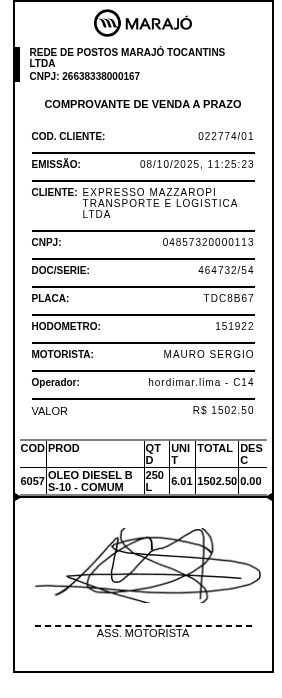 MARAJÓ
REDE DE POSTOS MARAJÓ TOCANTINS
LTDA
CNPJ: 26638338000167
COMPROVANTE DE VENDA A PRAZO
COD. CLIENTE: 022774/01
EMISSÃO: 08/10/2025, 11:25:23
CLIENTE: EXPRESSO MAZZAROPI
TRANSPORTE E LOGISTICA
LTDA
CNPJ: 04857320000113
DOC/SERIE: 464732/54
PLACA: TDC8B67
HODOMETRO: 151922
MOTORISTA: MAURO SERGIO
Operador: hordimar.lima - C14
VALOR R$ 1502.50
COD PROD QT UNI TOTAL DES
D T C
6057 OLEO DIESEL B 250 6.01 1502.50 0.00
S-10 - COMUM L
ASS. MOTORISTA